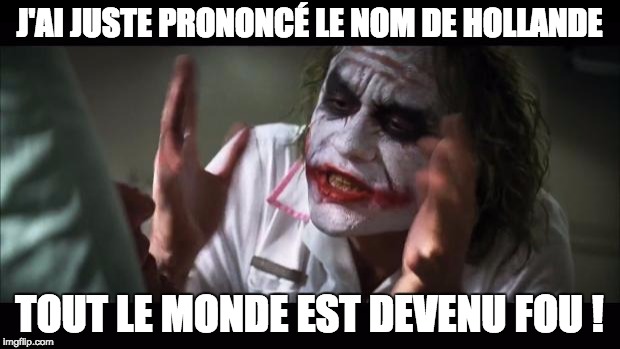 J'AI JUSTE PRONONCÉ LE NOM DE HOLLANDE
TOUT LE MONDE EST DEVENU FOU !
imgflip.com